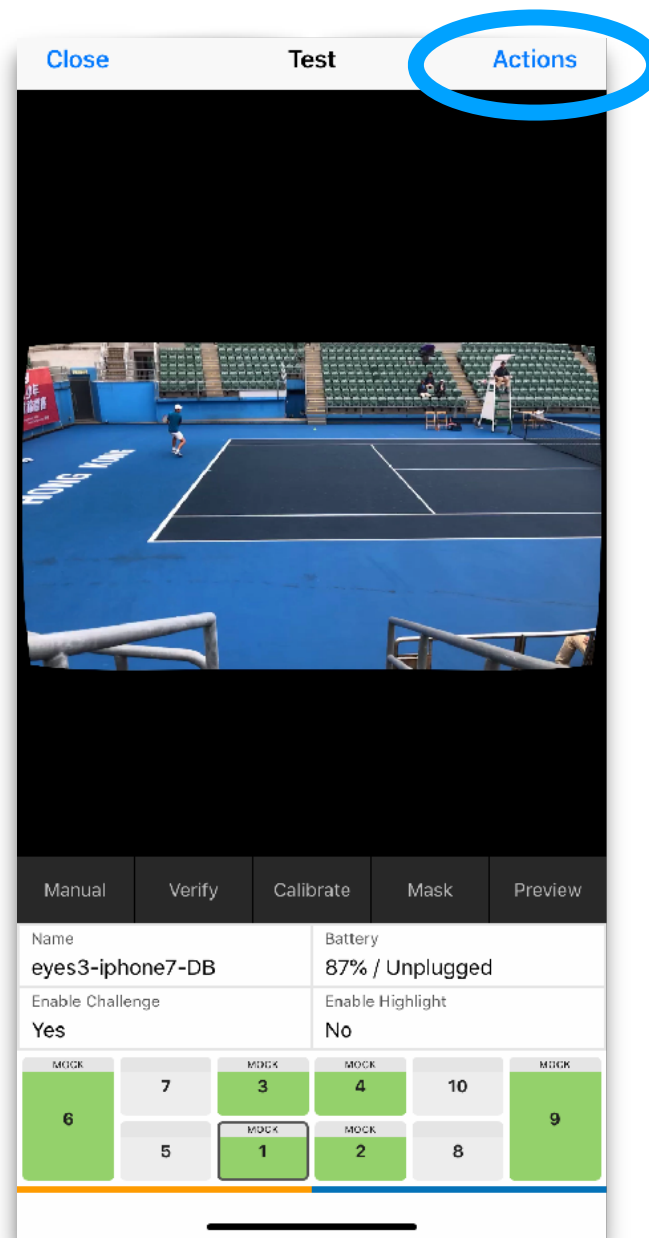 Close Test Actions
HONG KONG
Manual Verify Calibrate Mask Preview
Name Battery
eyes3-iphone7-DB 87% / Unplugged
Enable Challenge Enable Highlight
Yes No
MOCK MOCK MOCK MOCK
7 3 4 10
6 9
MOCK MOCK
5 1 2 8